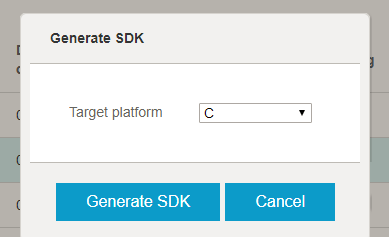 Generate SDK
Target platform C
Generate SDK Cancel